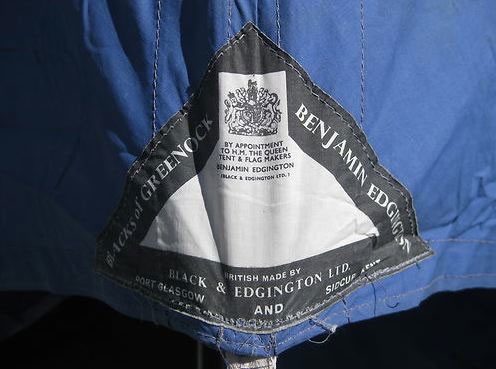 BLACKS of GREENOCK
BENJAMIN EDGINGTON
BY APPOINTMENT
TO H.M. THE QUEEN
TENT & FLAG MAKERS
BENJAMIN EDGINGTON
(BLACK & EDGINGTON LTD.)
BRITISH MADE BY
BLACK & EDGINGTON LTD.
PORT GLASGOW AND SIDCUP KENT